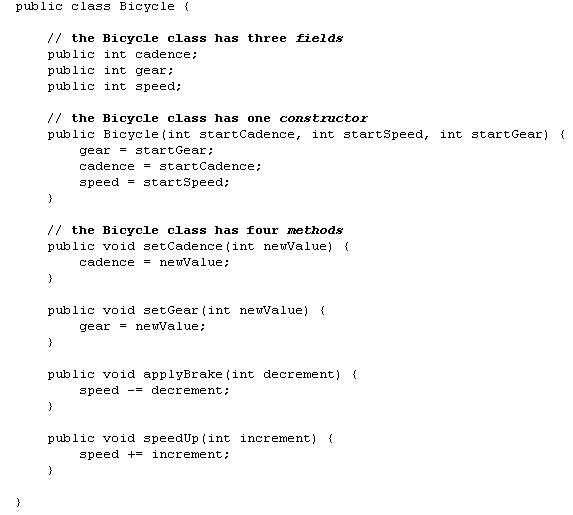 public class Bicycle {
// the Bicycle class has three fields
public int cadence;
public int gear;
public int speed;
// the Bicycle class has one constructor
public Bicycle(int startCadence, int startSpeed, int startGear) {
gear = startGear;
cadence = startCadence;
speed = startSpeed;
}
// the Bicycle class has four methods
public void setCadence(int newValue) {
cadence = newValue;
}
public void setGear(int newValue) {
gear = newValue;
}
public void applyBrake(int decrement) {
speed -= decrement;
}
public void speedUp(int increment) {
speed += increment;
}
}